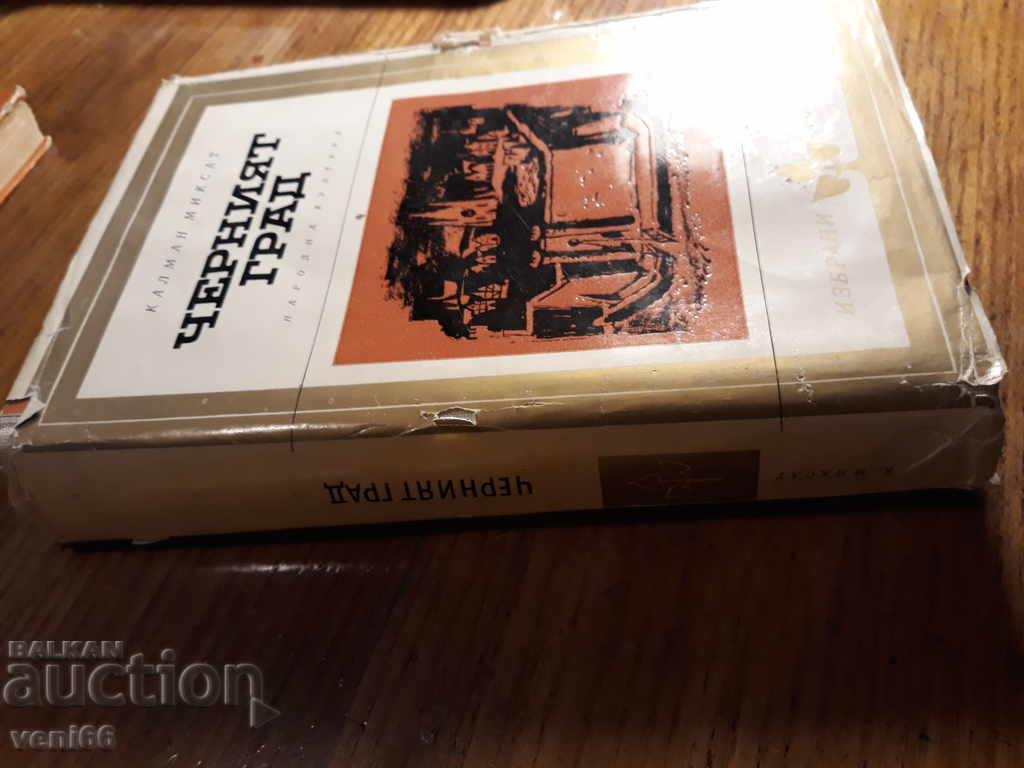 КАЛМАН МИКСАТ
ЧЕРНИЯТ
ГРАД
НАРОДНА КУЛТУРА
ИЗБРАНИ
К. МИКСАТ
ЧЕРНИЯТ ГРАД
BALKAN
auction
veni66